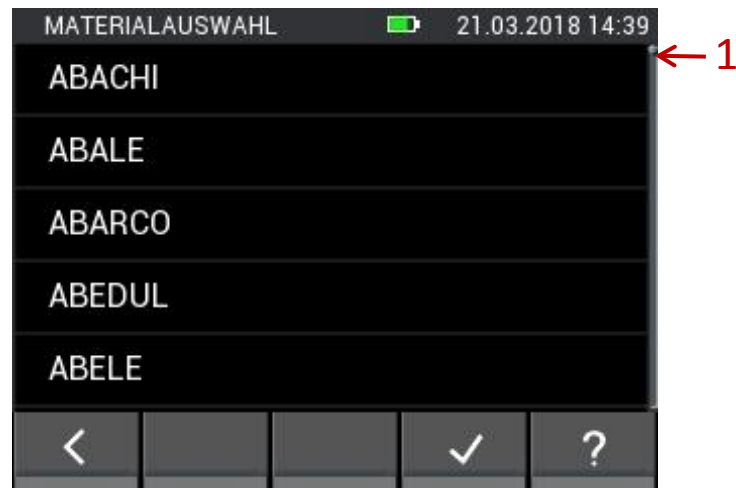 MATERIALAUSWAHL 21.03.2018 14:39
1
ABACHI
ABALE
ABARCO
ABEDUL
ABELE
?